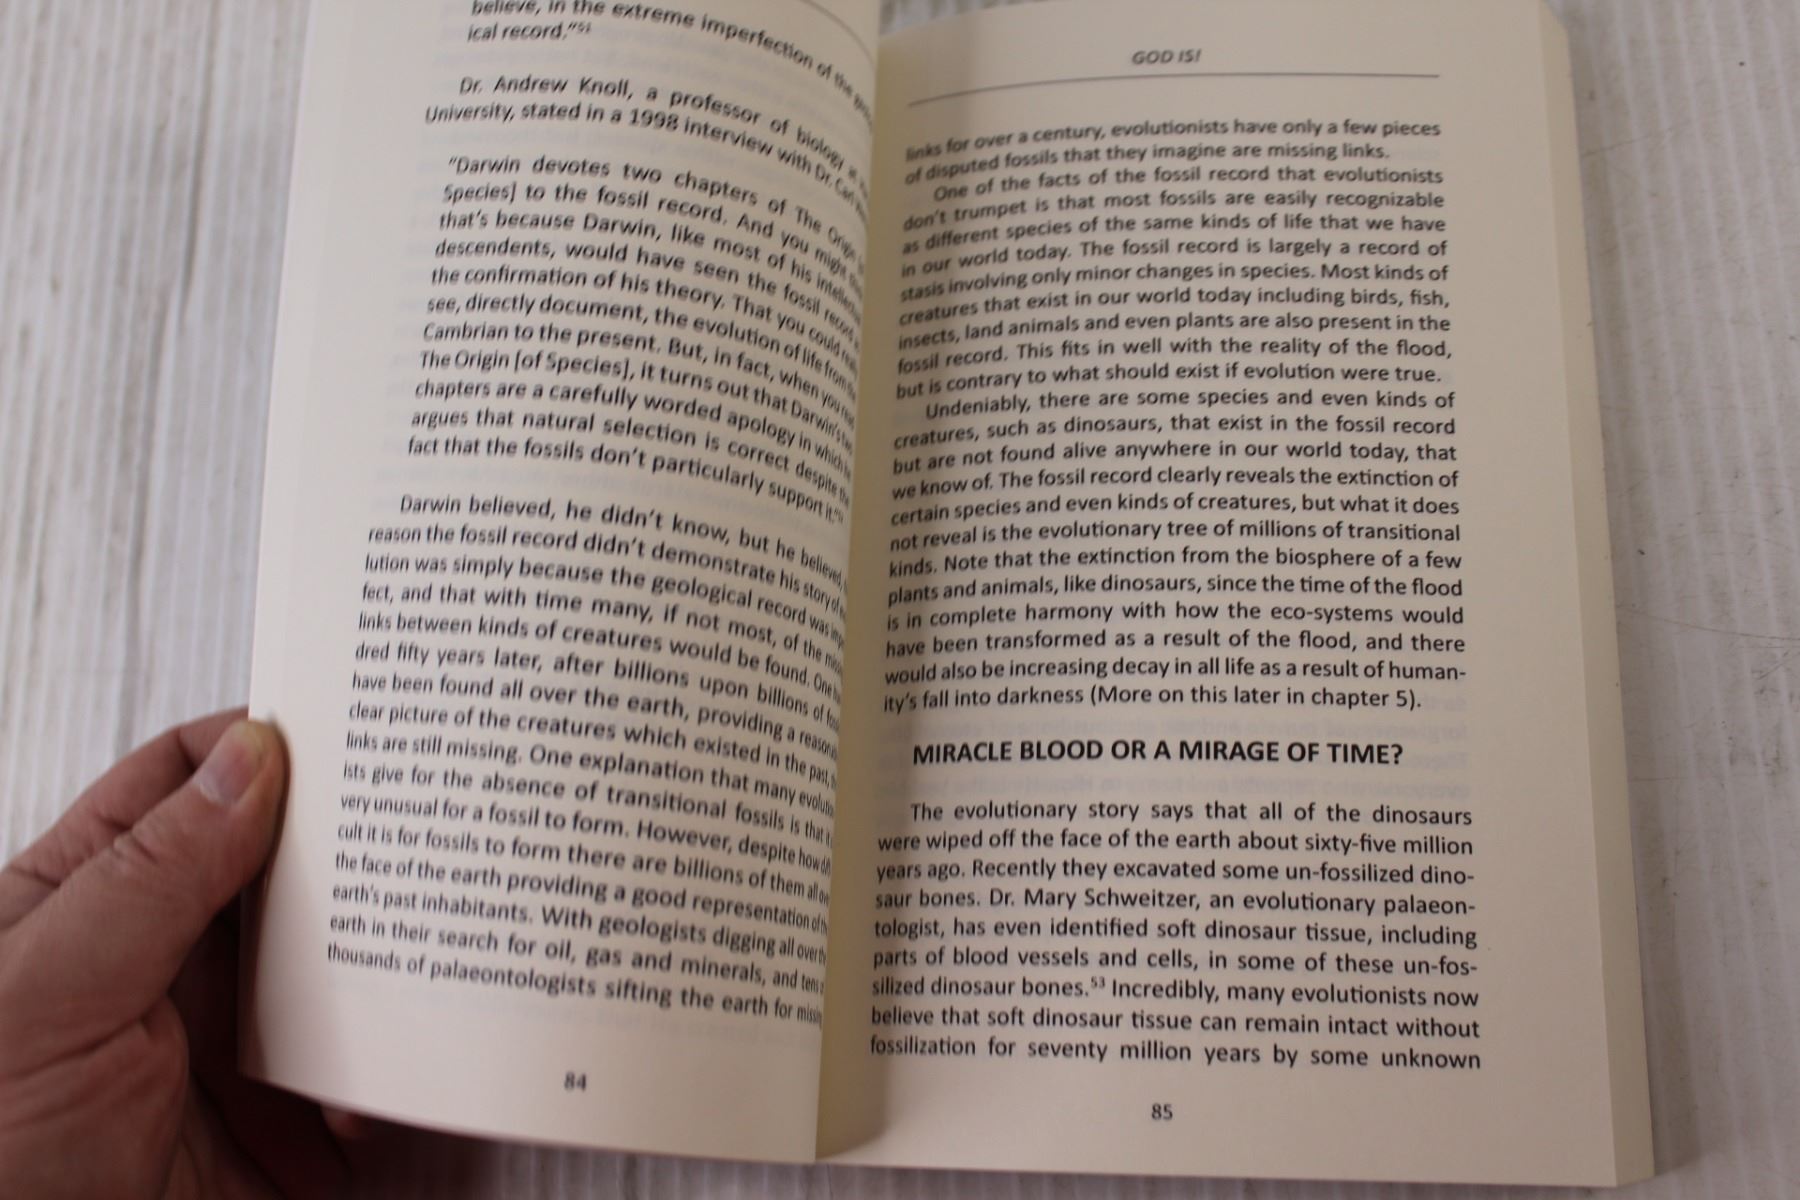 believe, in the extreme imperfection of the
ical record."51
Dr. Andrew Knoll, a professor of biology at
University, stated in a 1998 interview with Dr. Carl
"Darwin devotes two chapters of The Origin [of
Species] to the fossil record. And you might think
that's because Darwin, like most of his intellectual
descendents, would have seen the fossil record as
the confirmation of his theory. That you could really
see, directly document, the evolution of life from the
Cambrian to the present. But, in fact, when you read
The Origin [of Species], it turns out that Darwin's two
chapters are a carefully worded apology in which he
argues that natural selection is correct despite the
fact that the fossils don't particularly support it."
Darwin believed, he didn't know, but he believed,
reason the fossil record didn't demonstrate his story of
lution was simply because the geological record was
fect, and that with time many, if not most, of the
links between kinds of creatures would be found. One
dred fifty years later, after billions upon billions of
have been found all over the earth, providing a
clear picture of the creatures which existed in the past,
links are still missing. One explanation that many
ists give for the absence of transitional fossils is that
very unusual for a fossil to form. However, despite how
cult it is for fossils to form there are billions of them all over
the face of the earth providing a good representation of
earth's past inhabitants. With geologists digging all over the
earth in their search for oil, gas and minerals, and tens
thousands of palaeontologists sifting the earth for missing
84
GOD IS!
links for over a century, evolutionists have only a few pieces
of disputed fossils that they imagine are missing links.
One of the facts of the fossil record that evolutionists
don't trumpet is that most fossils are easily recognizable
as different species of the same kinds of life that we have
in our world today. The fossil record is largely a record of
stasis involving only minor changes in species. Most kinds of
creatures that exist in our world today including birds, fish,
insects, land animals and even plants are also present in the
fossil record. This fits in well with the reality of the flood,
but is contrary to what should exist if evolution were true.
Undeniably, there are some species and even kinds of
creatures, such as dinosaurs, that exist in the fossil record
but are not found alive anywhere in our world today, that
we know of. The fossil record clearly reveals the extinction of
certain species and even kinds of creatures, but what it does
not reveal is the evolutionary tree of millions of transitional
kinds. Note that the extinction from the biosphere of a few
plants and animals, like dinosaurs, since the time of the flood
is in complete harmony with how the eco-systems would
have been transformed as a result of the flood, and there
would also be increasing decay in all life as a result of human-
ity's fall into darkness (More on this later in chapter 5).
MIRACLE BLOOD OR A MIRAGE OF TIME?
The evolutionary story says that all of the dinosaurs
were wiped off the face of the earth about sixty-five million
years ago. Recently they excavated some un-fossilized dino-
saur bones. Dr. Mary Schweitzer, an evolutionary palaeon-
tologist, has even identified soft dinosaur tissue, including
parts of blood vessels and cells, in some of these un-fos-
silized dinosaur bones.53 Incredibly, many evolutionists now
believe that soft dinosaur tissue can remain intact without
fossilization for seventy million years by some unknown
85